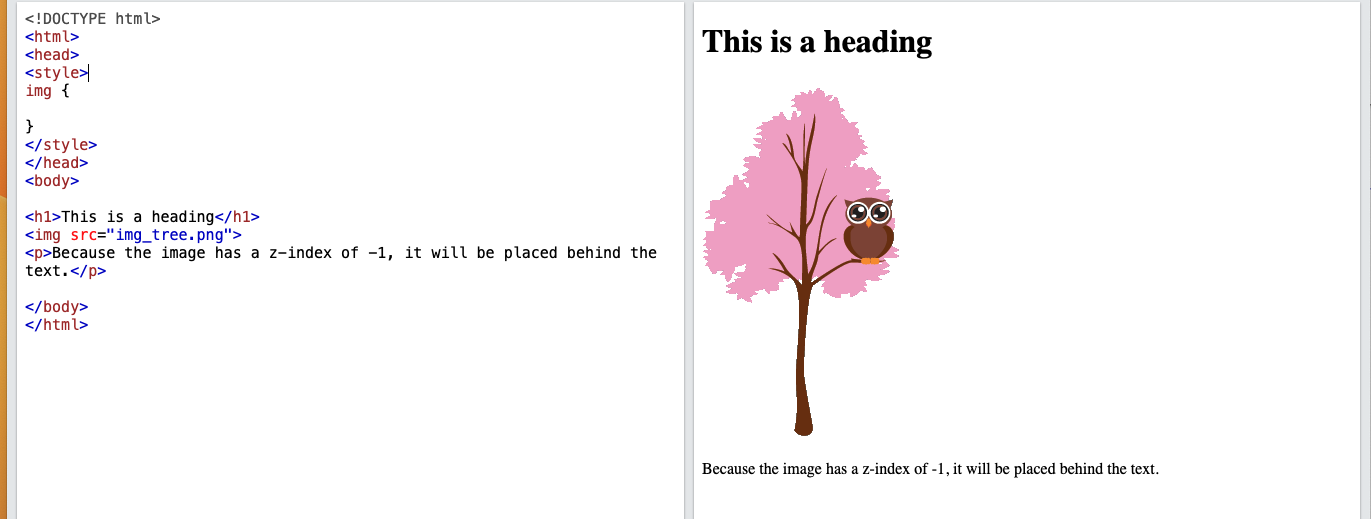 <!DOCTYPE html>
<html>
<head>
<style>
img {
}
</style>
</head>
<body>
<h1>This is a heading</h1>
<img src="img_tree.png">
<p>Because the image has a z-index of -1, it will be placed behind the
text.</p>
</body>
</html>
This is a heading
Because the image has a z-index of -1, it will be placed behind the text.